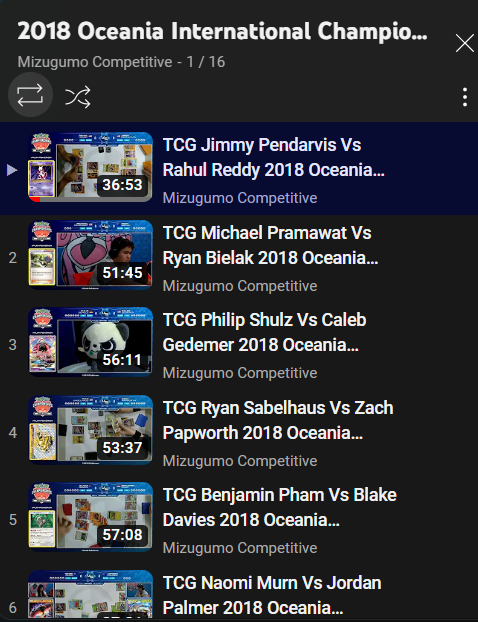 2018 Oceania International Champio...
Mizugumo Competitive - 1 / 16
36:53
TCG Jimmy Pendarvis Vs
Rahul Reddy 2018 Oceania...
Mizugumo Competitive
2
51:45
TCG Michael Pramawat Vs
Ryan Bielak 2018 Oceania...
Mizugumo Competitive
3
56:11
TCG Philip Shulz Vs Caleb
Gedemer 2018 Oceania...
Mizugumo Competitive
4
53:37
TCG Ryan Sabelhaus Vs Zach
Papworth 2018 Oceania...
Mizugumo Competitive
5
57:08
TCG Benjamin Pham Vs Blake
Davies 2018 Oceania...
Mizugumo Competitive
6
TCG Naomi Murn Vs Jordan
Palmer 2018 Oceania...